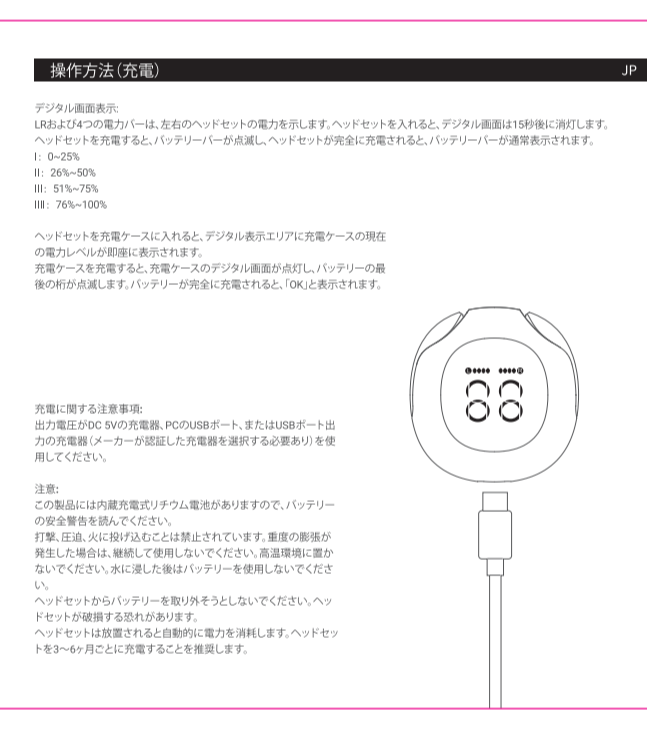 操作方法（充電）
JP
デジタル画面表示:
LRおよび4つの電力バーは、左右のヘッドセットの電力を示します。ヘッドセットを入れると、デジタル画面は15秒後に消灯します。
ヘッドセットを充電すると、バッテリーバーが点滅し、ヘッドセットが完全に充電されると、バッテリーバーが通常表示されます。
I: 0~25%
II: 26%~50%
III: 51%~75%
IIII: 76%~100%
ヘッドセットを充電ケースに入れると、デジタル表示エリアに充電ケースの現在
の電力レベルが即座に表示されます。
充電ケースを充電すると、充電ケースのデジタル画面が点灯し、バッテリーの最
後の桁が点滅します。バッテリーが完全に充電されると、「OK」と表示されます。
L
R
88
充電に関する注意事項:
出力電圧がDC 5Vの充電器、PCのUSBポート、またはUSBポート出
力の充電器（メーカーが認証した充電器を選択する必要あり）を使
用してください。
注意:
この製品には内蔵充電式リチウム電池がありますので、バッテリー
の安全警告を読んでください。
打撃、圧迫、火に投げ込むことは禁止されています。重度の膨張が
発生した場合は、継続して使用しないでください。高温環境に置か
ないでください。水に浸した後はバッテリーを使用しないでくださ
い。
ヘッドセットからバッテリーを取り外そうとしないでください。ヘッ
ドセットが破損する恐れがあります。
ヘッドセットは放置されると自動的に電力を消耗します。ヘッドセッ
トを3〜6ヶ月ごとに充電することを推奨します。